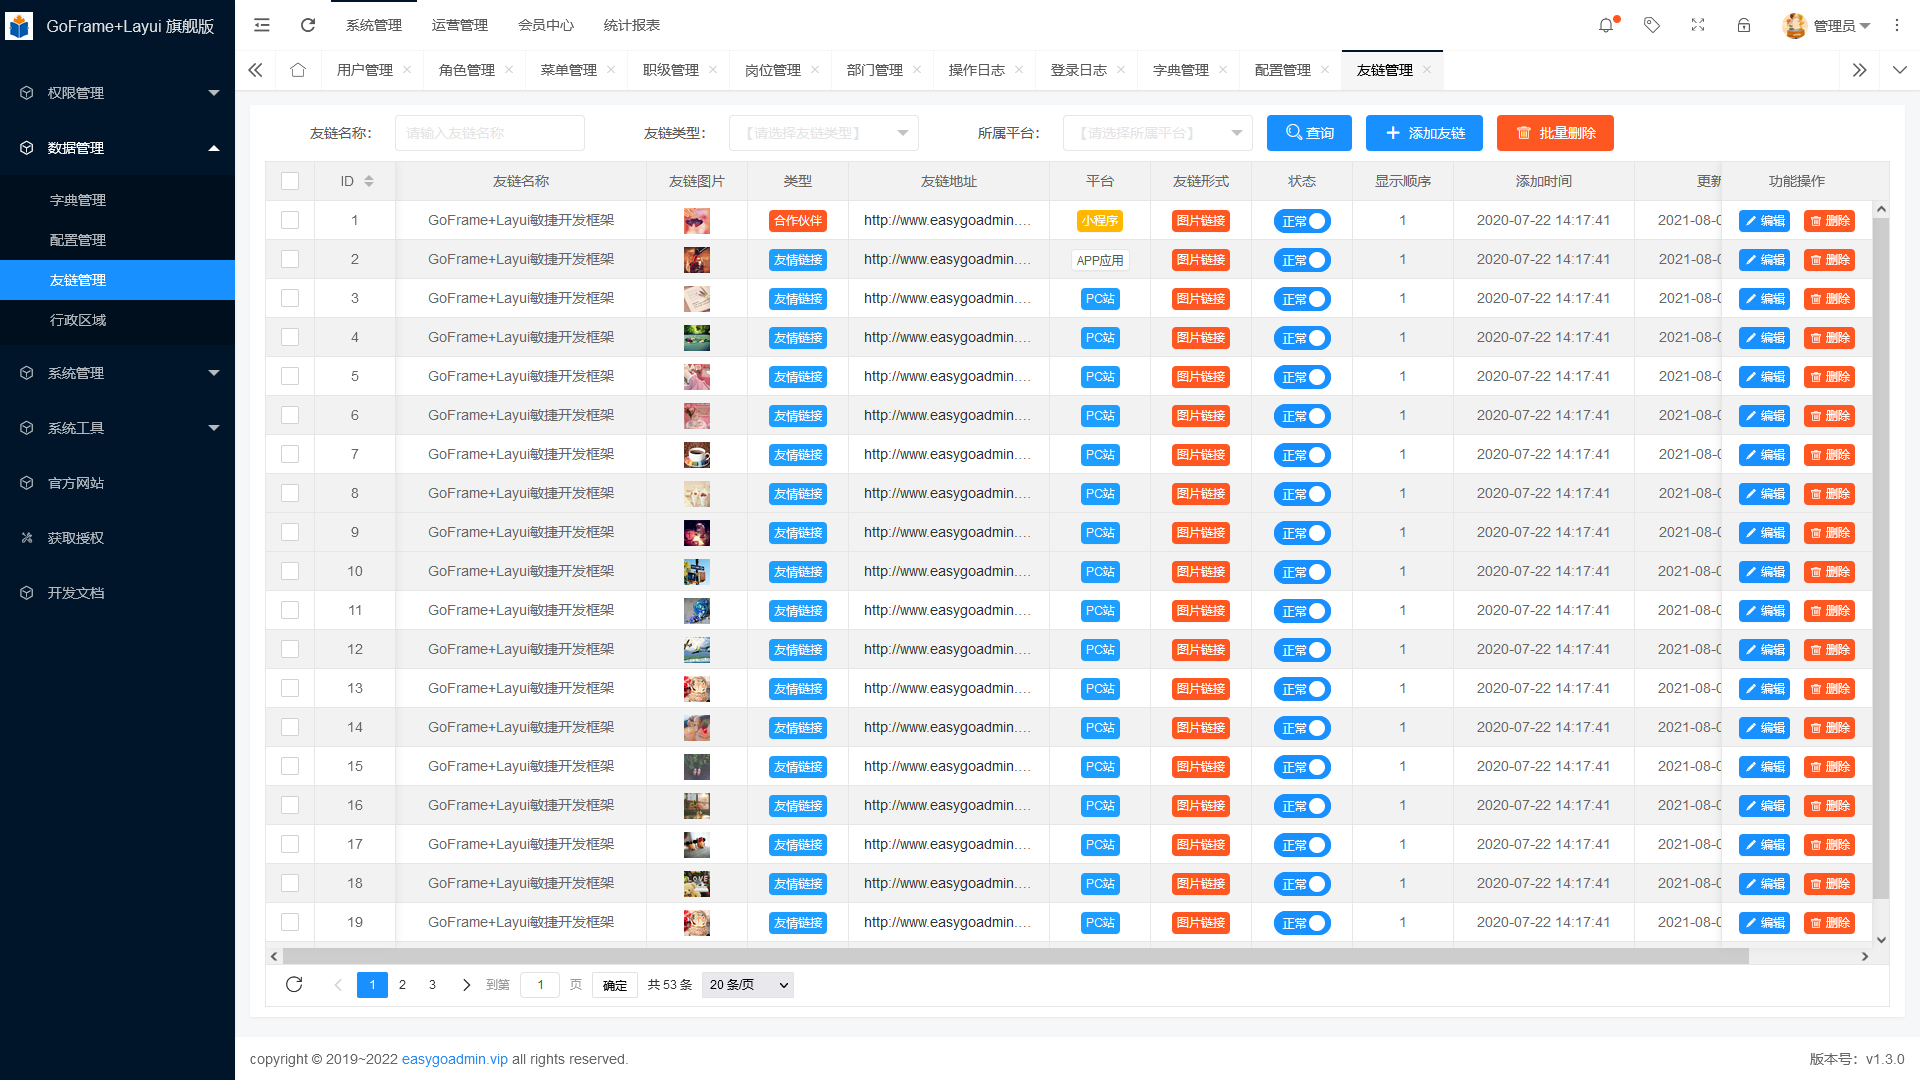 GoFrame+Layui 旗舰版
系统管理 运营管理 会员中心 统计报表
管理员
用户管理 角色管理 菜单管理 职级管理 岗位管理 部门管理 操作日志 登录日志 字典管理 配置管理 友链管理
权限管理
数据管理
字典管理
配置管理
友链管理
行政区域
系统管理
系统工具
官方网站
获取授权
开发文档
友链名称： 请输入友链名称 友链类型： 【请选择友链类型】 所属平台： 【请选择所属平台】 查询 添加友链 批量删除
ID 友链名称 友链图片 类型 友链地址 平台 友链形式 状态 显示顺序 添加时间 更新 功能操作
1 GoFrame+Layui敏捷开发框架 合作伙伴 http://www.easygoadmin.... 小程序 图片链接 正常 1 2020-07-22 14:17:41 2021-08-0 编辑 删除
2 GoFrame+Layui敏捷开发框架 友情链接 http://www.easygoadmin.... APP应用 图片链接 正常 1 2020-07-22 14:17:41 2021-08-0 编辑 删除
3 GoFrame+Layui敏捷开发框架 友情链接 http://www.easygoadmin.... PC站 图片链接 正常 1 2020-07-22 14:17:41 2021-08-0 编辑 删除
4 GoFrame+Layui敏捷开发框架 友情链接 http://www.easygoadmin.... PC站 图片链接 正常 1 2020-07-22 14:17:41 2021-08-0 编辑 删除
5 GoFrame+Layui敏捷开发框架 友情链接 http://www.easygoadmin.... PC站 图片链接 正常 1 2020-07-22 14:17:41 2021-08-0 编辑 删除
6 GoFrame+Layui敏捷开发框架 友情链接 http://www.easygoadmin.... PC站 图片链接 正常 1 2020-07-22 14:17:41 2021-08-0 编辑 删除
7 GoFrame+Layui敏捷开发框架 友情链接 http://www.easygoadmin.... PC站 图片链接 正常 1 2020-07-22 14:17:41 2021-08-0 编辑 删除
8 GoFrame+Layui敏捷开发框架 友情链接 http://www.easygoadmin.... PC站 图片链接 正常 1 2020-07-22 14:17:41 2021-08-0 编辑 删除
9 GoFrame+Layui敏捷开发框架 友情链接 http://www.easygoadmin.... PC站 图片链接 正常 1 2020-07-22 14:17:41 2021-08-0 编辑 删除
10 GoFrame+Layui敏捷开发框架 友情链接 http://www.easygoadmin.... PC站 图片链接 正常 1 2020-07-22 14:17:41 2021-08-0 编辑 删除
11 GoFrame+Layui敏捷开发框架 友情链接 http://www.easygoadmin.... PC站 图片链接 正常 1 2020-07-22 14:17:41 2021-08-0 编辑 删除
12 GoFrame+Layui敏捷开发框架 友情链接 http://www.easygoadmin.... PC站 图片链接 正常 1 2020-07-22 14:17:41 2021-08-0 编辑 删除
13 GoFrame+Layui敏捷开发框架 友情链接 http://www.easygoadmin.... PC站 图片链接 正常 1 2020-07-22 14:17:41 2021-08-0 编辑 删除
14 GoFrame+Layui敏捷开发框架 友情链接 http://www.easygoadmin.... PC站 图片链接 正常 1 2020-07-22 14:17:41 2021-08-0 编辑 删除
15 GoFrame+Layui敏捷开发框架 友情链接 http://www.easygoadmin.... PC站 图片链接 正常 1 2020-07-22 14:17:41 2021-08-0 编辑 删除
16 GoFrame+Layui敏捷开发框架 友情链接 http://www.easygoadmin.... PC站 图片链接 正常 1 2020-07-22 14:17:41 2021-08-0 编辑 删除
17 GoFrame+Layui敏捷开发框架 友情链接 http://www.easygoadmin.... PC站 图片链接 正常 1 2020-07-22 14:17:41 2021-08-0 编辑 删除
18 GoFrame+Layui敏捷开发框架 友情链接 http://www.easygoadmin.... PC站 图片链接 正常 1 2020-07-22 14:17:41 2021-08-0 编辑 删除
19 GoFrame+Layui敏捷开发框架 友情链接 http://www.easygoadmin.... PC站 图片链接 正常 1 2020-07-22 14:17:41 2021-08-0 编辑 删除
1 2 3 到第 1 页 确定 共 53 条 20 条/页
copyright © 2019~2022 easygoadmin.vip all rights reserved. 版本号：v1.3.0